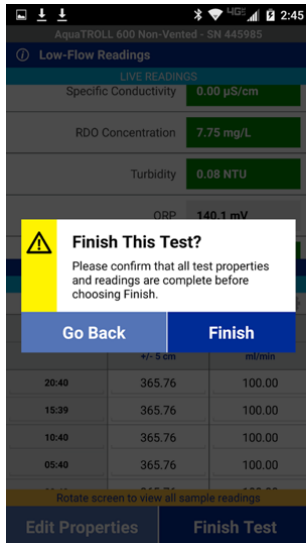 4G 2:45
AquaTROLL 600 Non-Vented - SN 445985
Low-Flow Readings
LIVE READINGS
Specific Conductivity 0.00 µS/cm
RDO Concentration 7.75 mg/L
Turbidity 0.08 NTU
ORP 140.1 mV
Finish This Test?
Please confirm that all test properties
and readings are complete before
choosing Finish.
Go Back Finish
+/- 5 cm ml/min
20:40 365.76 100.00
15:39 365.76 100.00
10:40 365.76 100.00
05:40 365.76 100.00
Rotate screen to view all sample readings
Edit Properties Finish Test